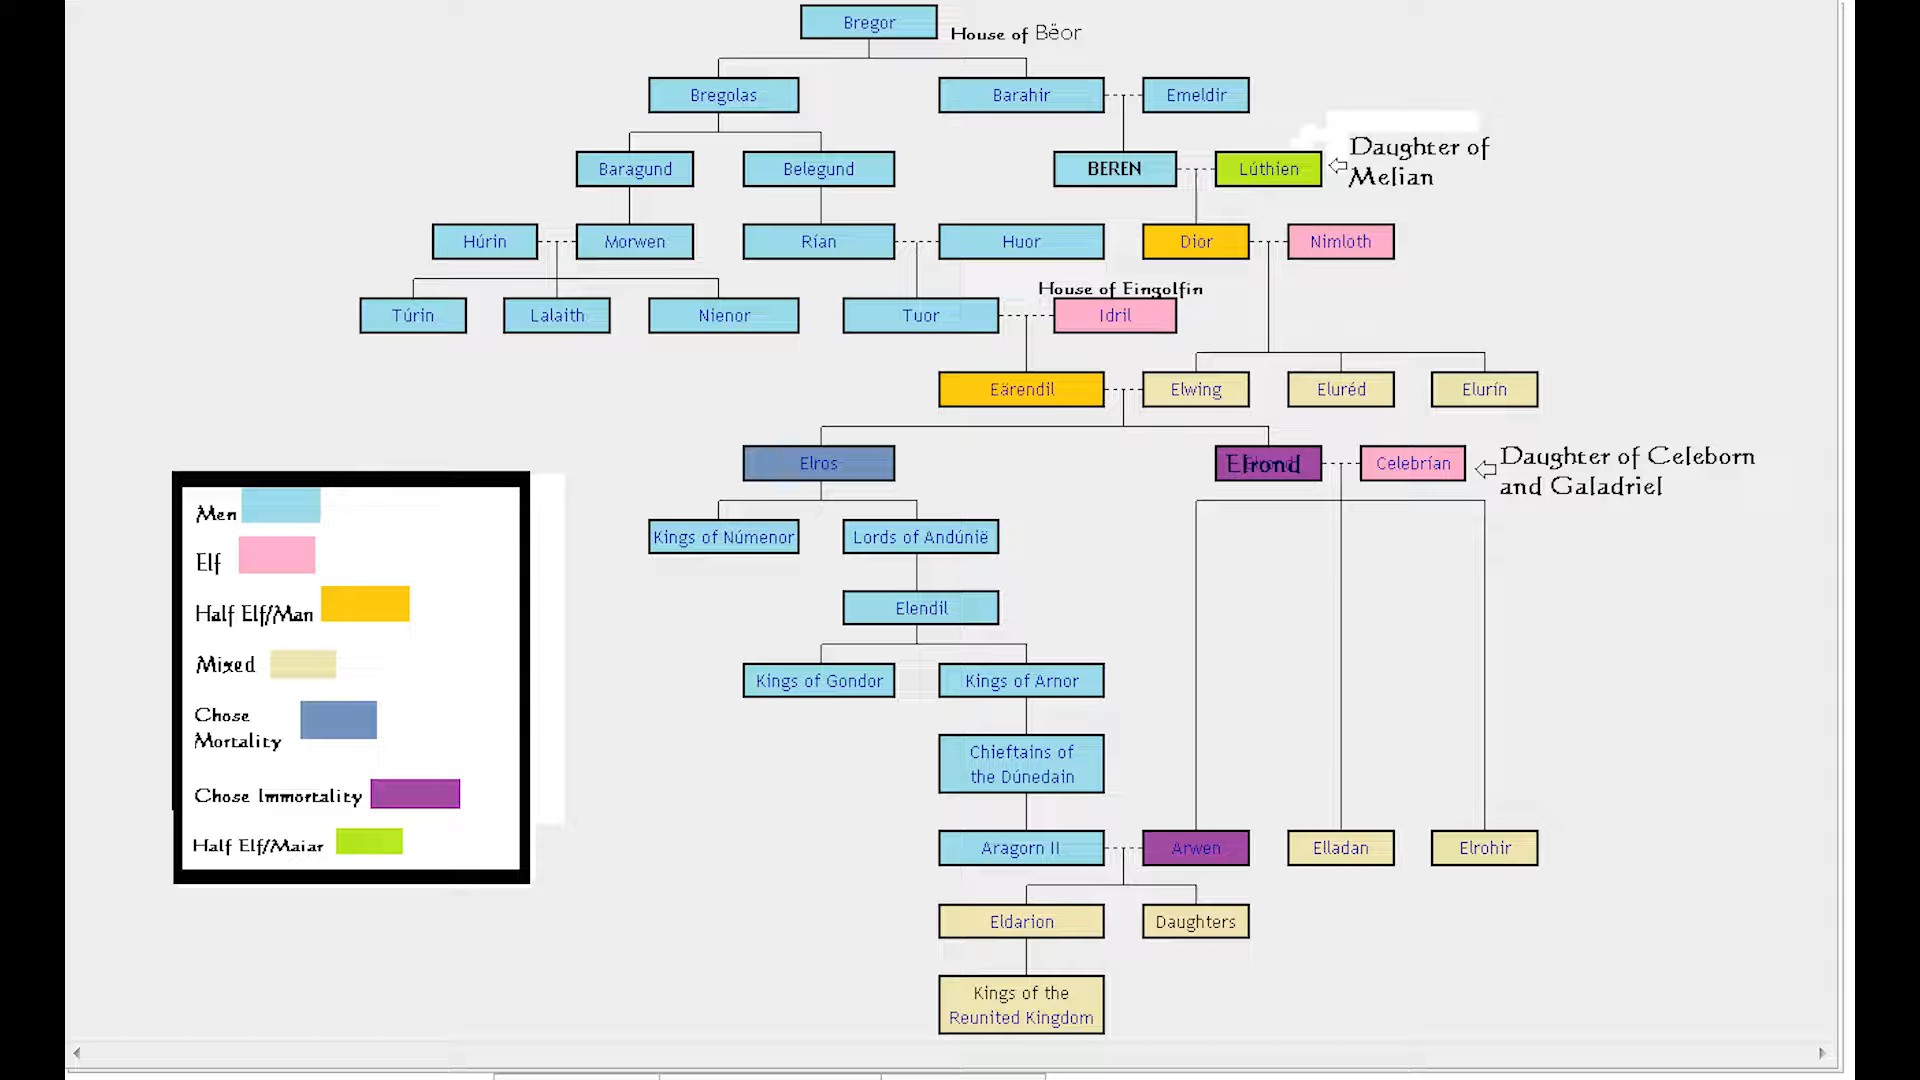 Bregor
House of Bëor
Bregolas
Barahir
Emeldir
Baragund
Belegund
BEREN
Lúthien
Daughter of
Melian
Húrin
Morwen
Rían
Huor
Dior
Nimloth
House of Fingolfin
Túrin
Lalaith
Nienor
Tuor
Idril
Eärendil
Elwing
Eluréd
Elurín
Elros
Elrond
Celebrían
Daughter of Celeborn
and Galadriel
Kings of Númenor
Lords of Andúnië
Elendil
Kings of Gondor
Kings of Arnor
Chieftains of
the Dúnedain
Aragorn II
Arwen
Elladan
Elrohir
Eldarion
Daughters
Kings of the
Reunited Kingdom
Men
Elf
Half Elf/Man
Mixed
Chose
Mortality
Chose Immortality
Half Elf/Maiar